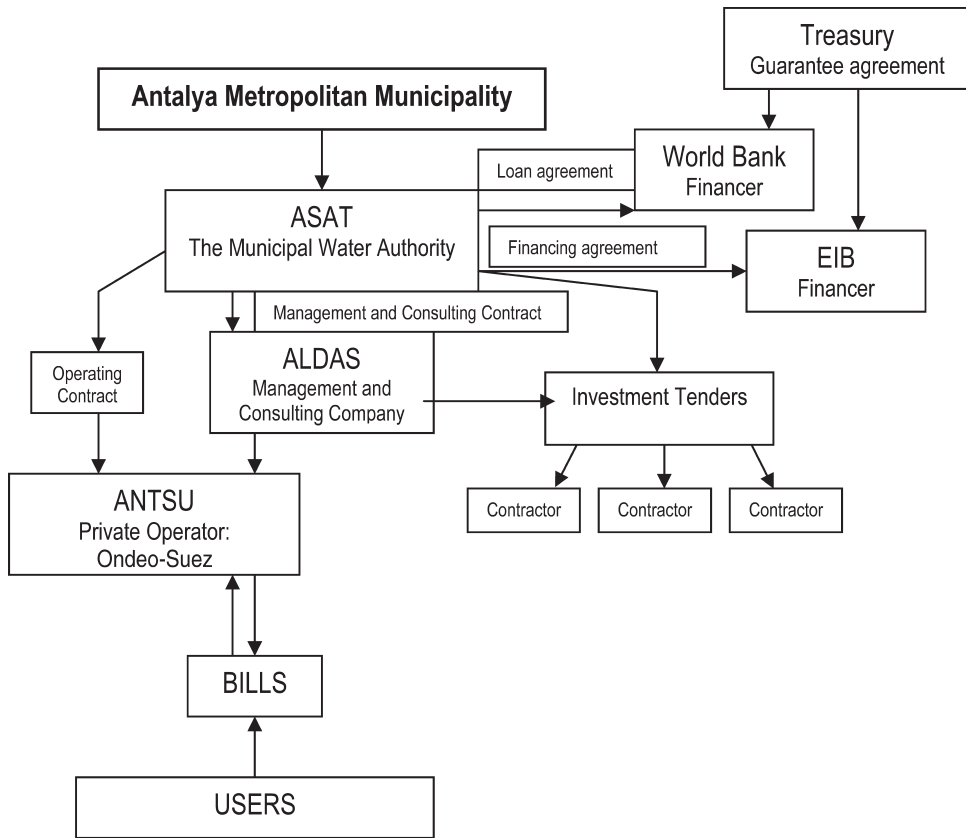 Treasury
Guarantee agreement
Antalya Metropolitan Municipality
World Bank
Financer
Loan agreement
ASAT
The Municipal Water Authority
Financing agreement
EIB
Financer
Management and Consulting Contract
Operating
Contract
ALDAS
Management and
Consulting Company
Investment Tenders
ANTSU
Private Operator:
Ondeo-Suez
Contractor
Contractor
Contractor
BILLS
USERS